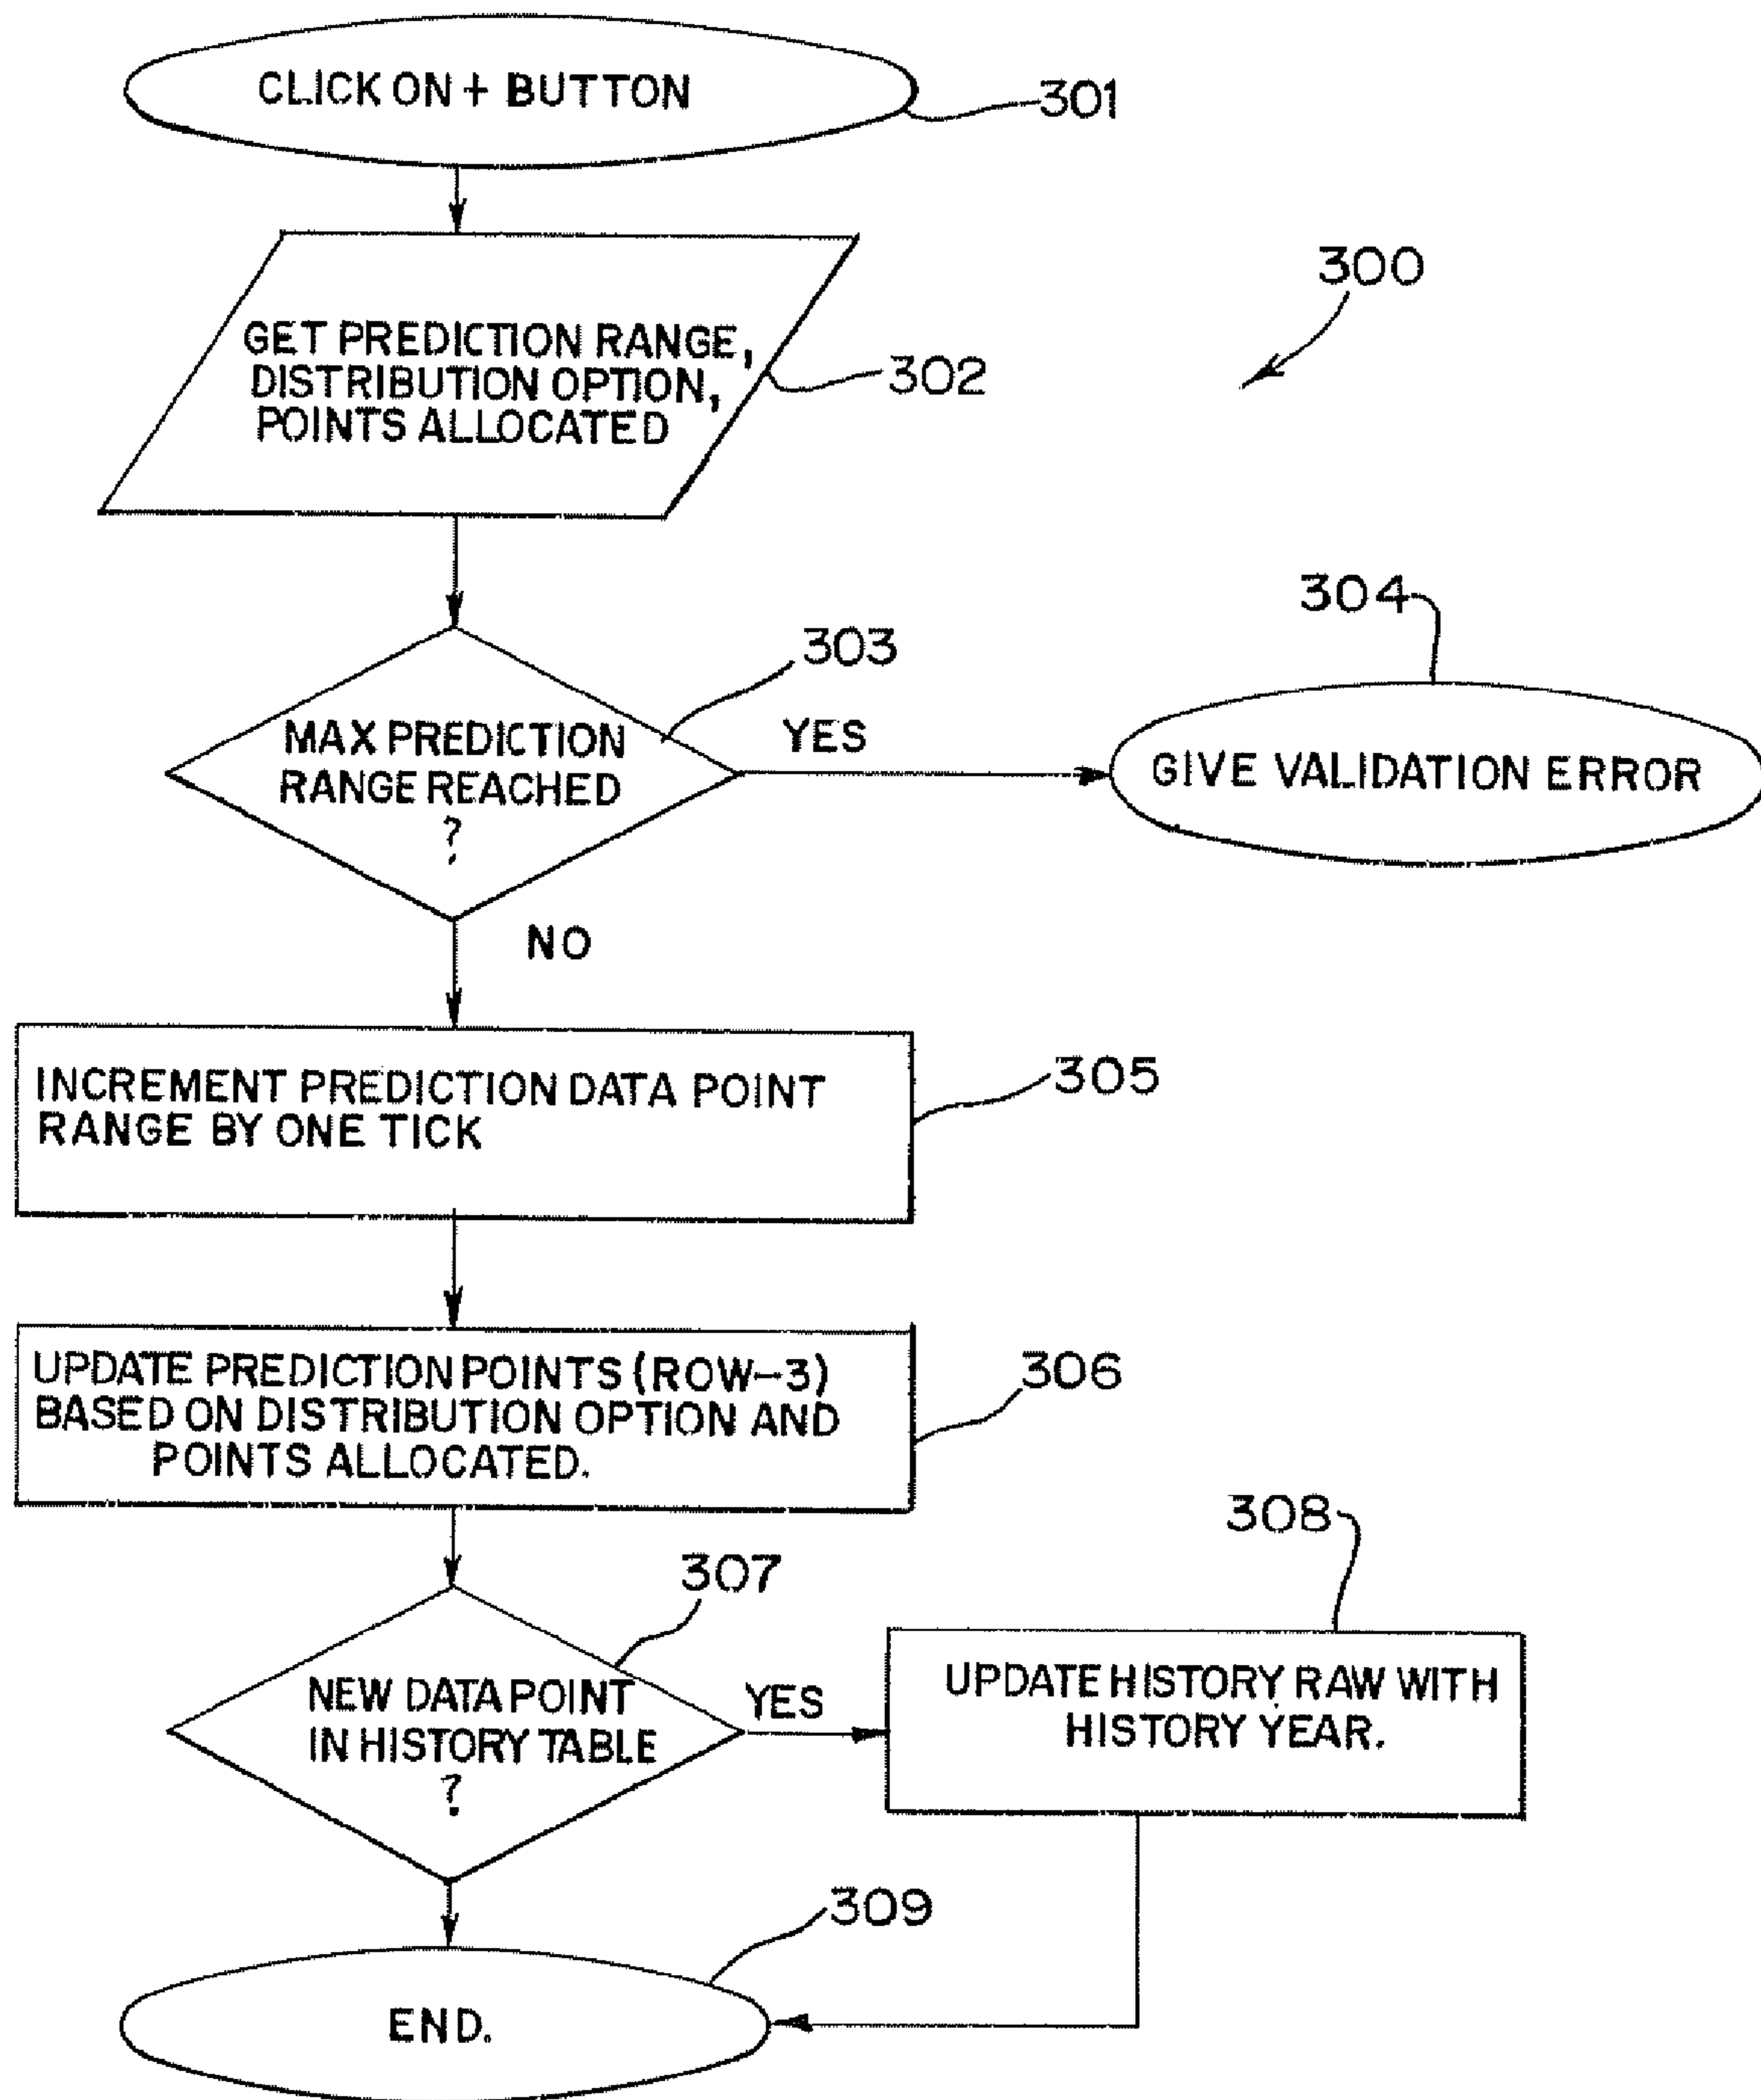 CLICK ON + BUTTON
301
300
GET PREDICTION RANGE,
DISTRIBUTION OPTION,
POINTS ALLOCATED
302
303
304
MAX PREDICTION
RANGE REACHED
?
YES
GIVE VALIDATION ERROR
NO
INCREMENT PREDICTION DATA POINT
RANGE BY ONE TICK
305
UPDATE PREDICTION POINTS (ROW-3)
BASED ON DISTRIBUTION OPTION AND
POINTS ALLOCATED.
306
307
308
NEW DATA POINT
IN HISTORY TABLE
?
YES
UPDATE HISTORY RAW WITH
HISTORY YEAR.
309
END.